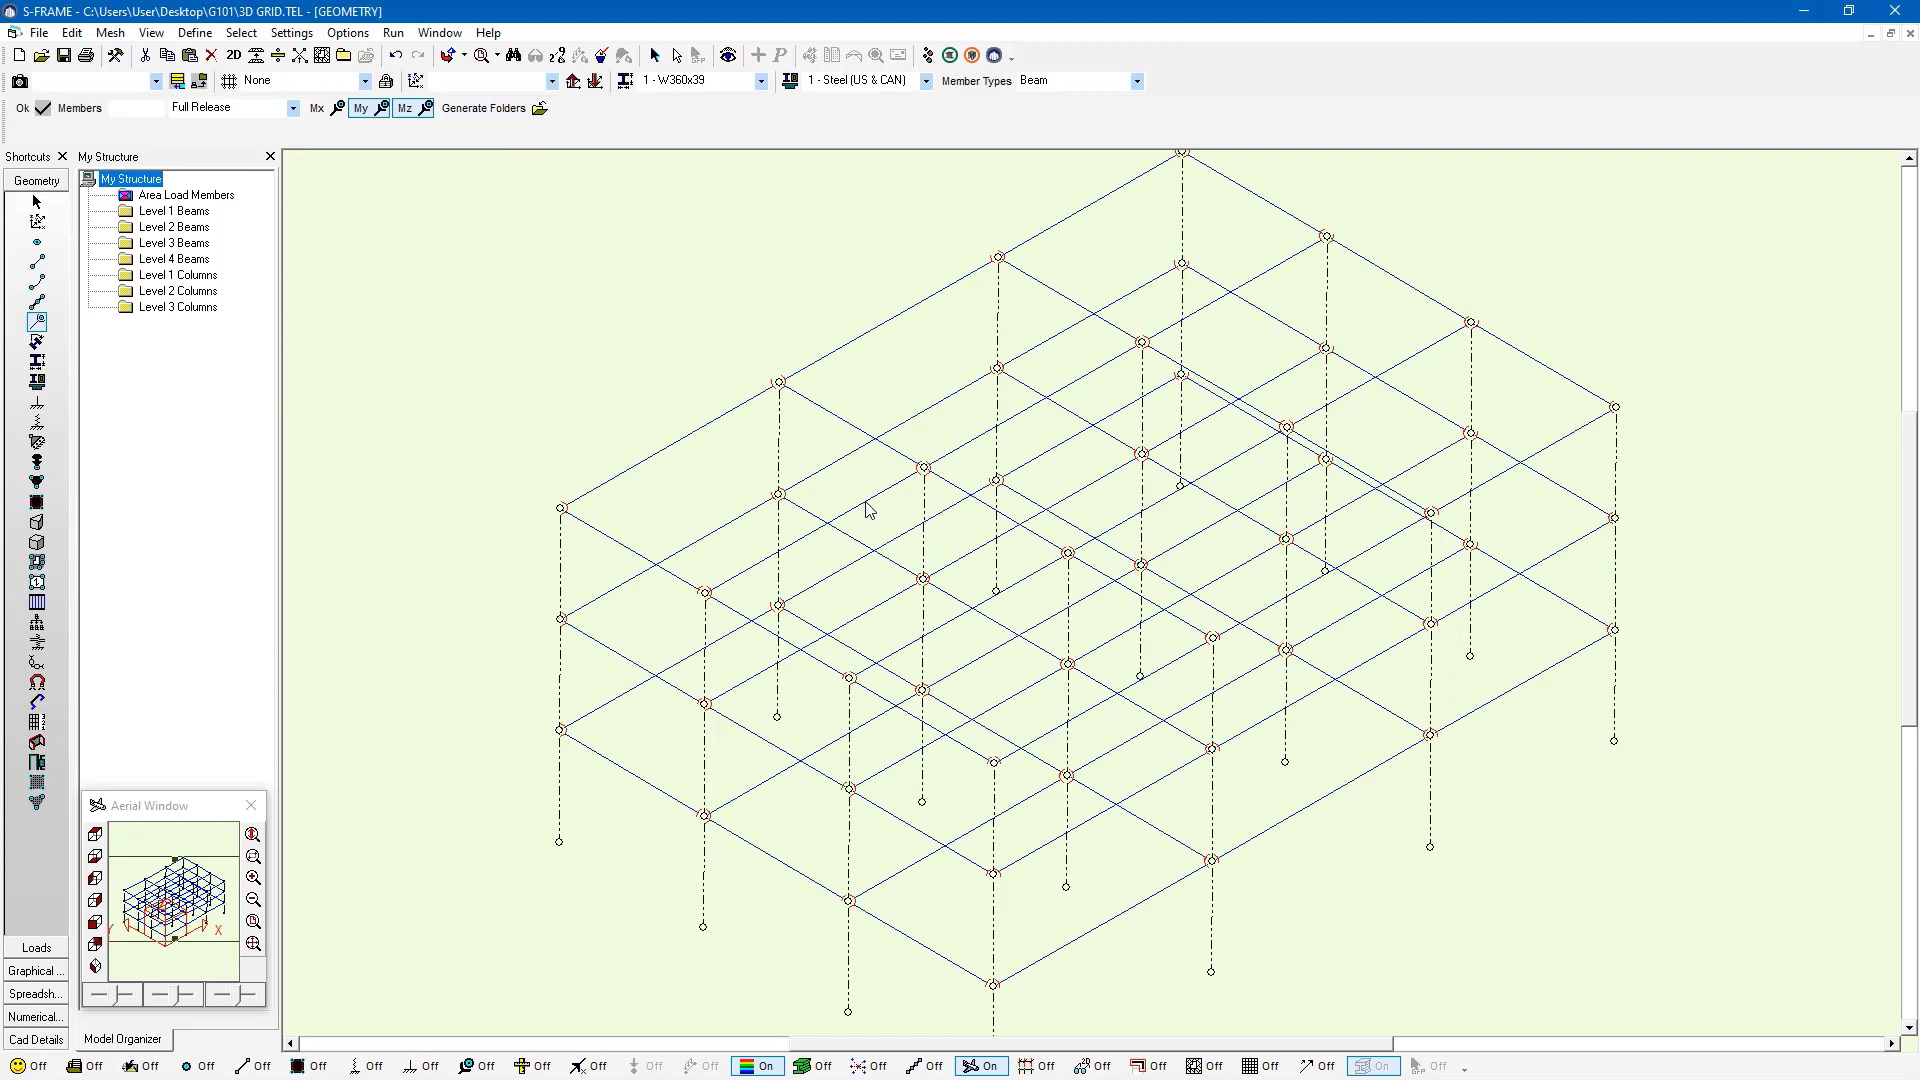 S-FRAME - C:\Users\User\Desktop\G101\3D GRID.TEL - [GEOMETRY]
File Edit Mesh View Define Select Settings Options Run Window Help
2D
None
1 - W360x39
1 - Steel (US & CAN)
Member Types
Beam
Ok
Members
Full Release
Mx
My
Mz
Generate Folders
Shortcuts
My Structure
Geometry
My Structure
Area Load Members
Level 1 Beams
Level 2 Beams
Level 3 Beams
Level 4 Beams
Level 1 Columns
Level 2 Columns
Level 3 Columns
Aerial Window
Y
X
Loads
Graphical ...
Spreadsh...
Numerical...
Cad Details
Model Organizer
Off Off Off Off Off Off Off Off Off Off Off Off Off On Off Off Off On Off Off Off Off Off Off On Off